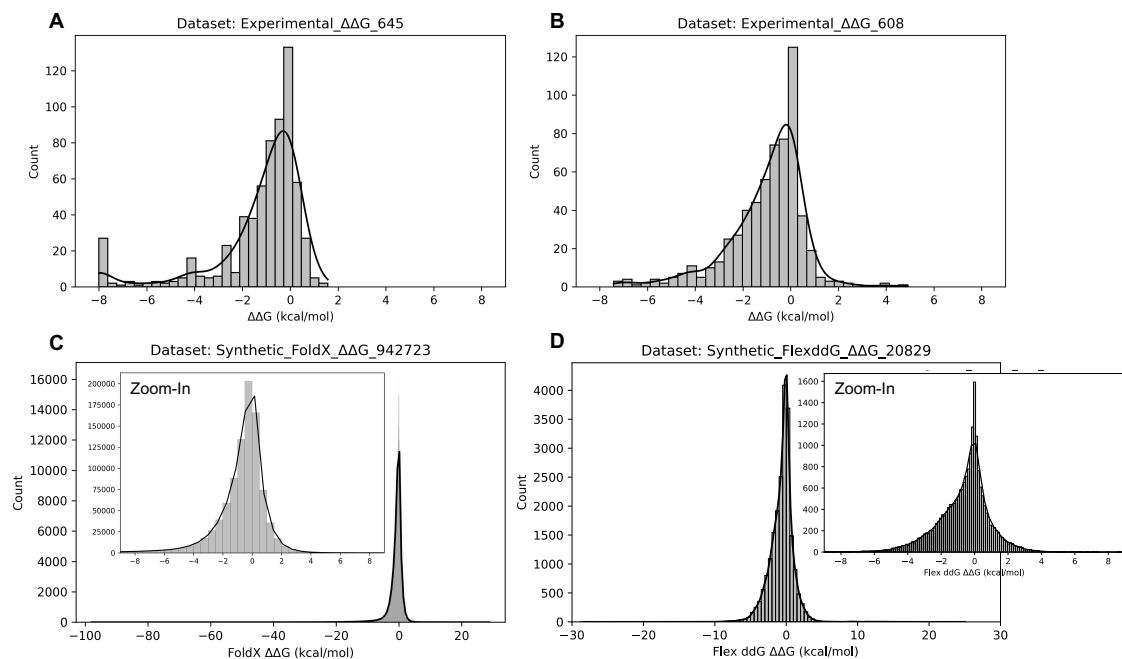 A
Dataset: Experimental_ΔΔG_645
120
100
80
60
40
20
0
Count
−8 −6 −4 −2 0 2 4 6 8
ΔΔG (kcal/mol)
B
Dataset: Experimental_ΔΔG_608
120
100
80
60
40
20
0
Count
−8 −6 −4 −2 0 2 4 6 8
ΔΔG (kcal/mol)
C
Dataset: Synthetic_FoldX_ΔΔG_942723
16000
14000
12000
10000
8000
6000
4000
2000
0
Count
−100 −80 −60 −40 −20 0 20
FoldX ΔΔG (kcal/mol)
Zoom-In
200000
175000
150000
125000
100000
75000
50000
25000
0
−8 −6 −4 −2 0 2 4 6 8
D
Dataset: Synthetic_FlexddG_ΔΔG_20829
4000
3500
3000
2500
2000
1500
1000
500
0
Count
−30 −20 −10 0 10 20 30
Flex ddG ΔΔG (kcal/mol)
Zoom-In
1600
1400
1200
1000
800
600
400
200
0
−8 −6 −4 −2 0 2 4 6 8
Flex ddG ΔΔG (kcal/mol)